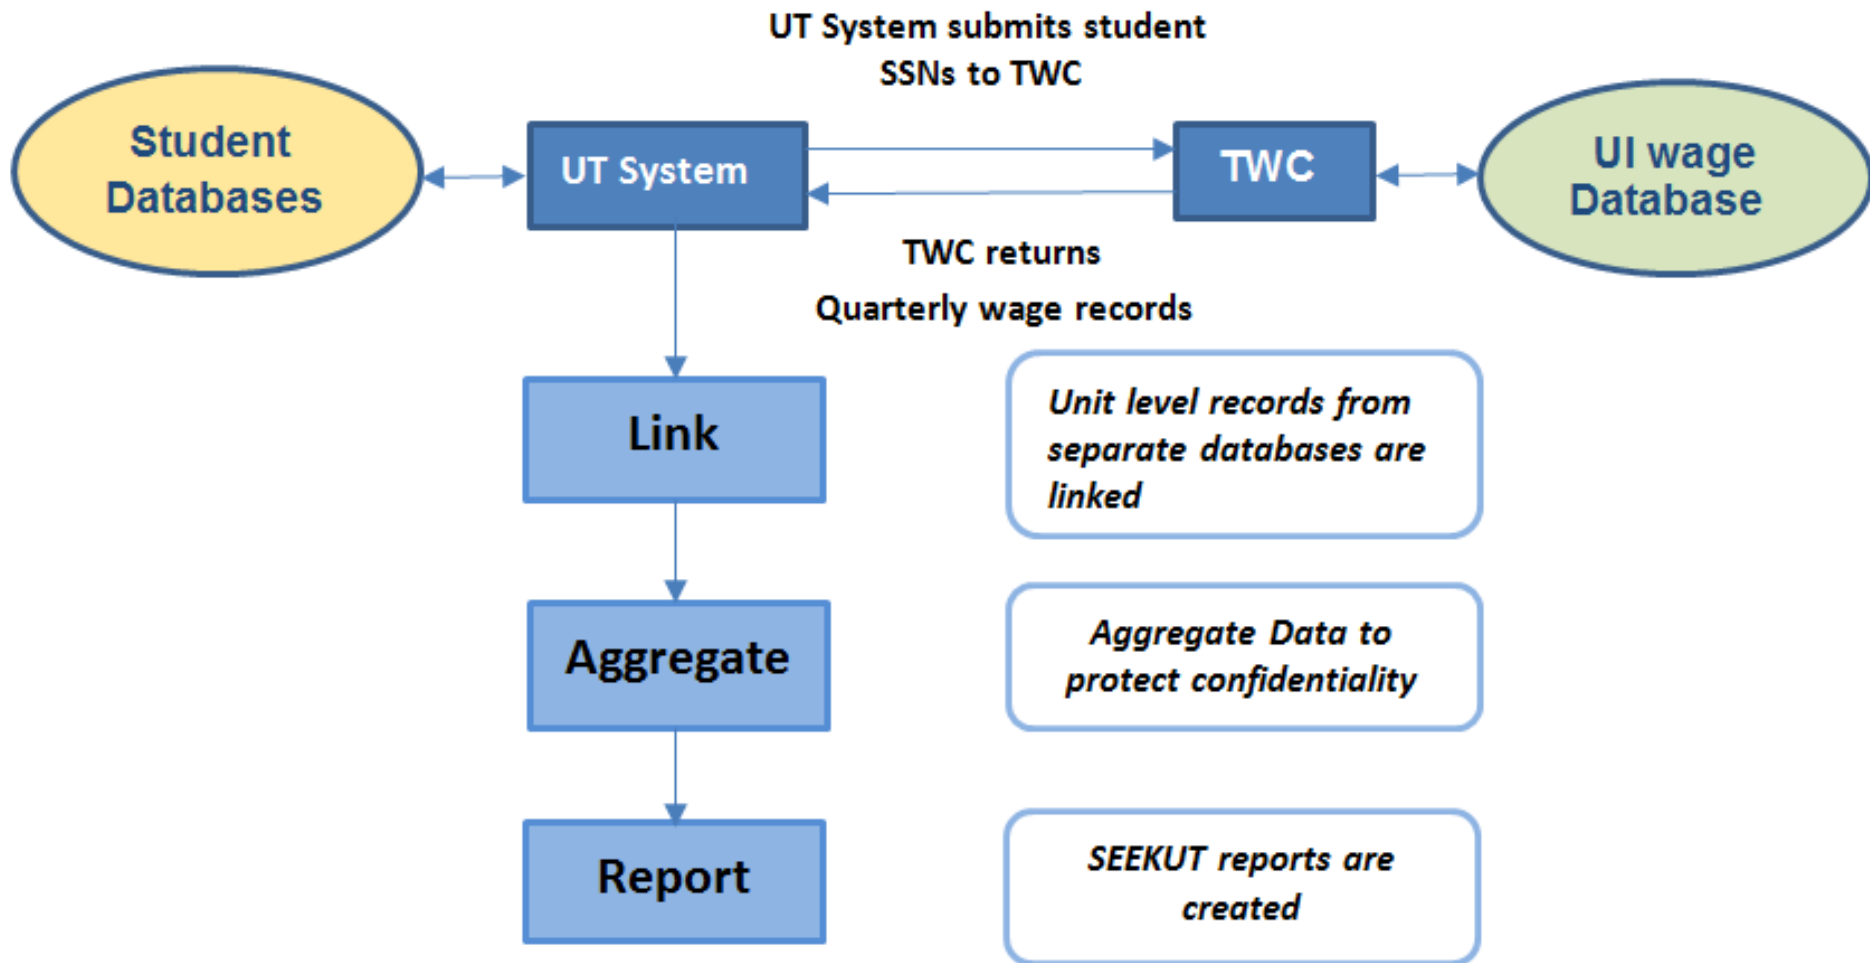 UT System submits student
SSNs to TWC
Student
Databases
UT System
TWC
UI wage
Database
TWC returns
Quarterly wage records
Link
Unit level records from
separate databases are
linked
Aggregate
Aggregate Data to
protect confidentiality
Report
SEEKUT reports are
created